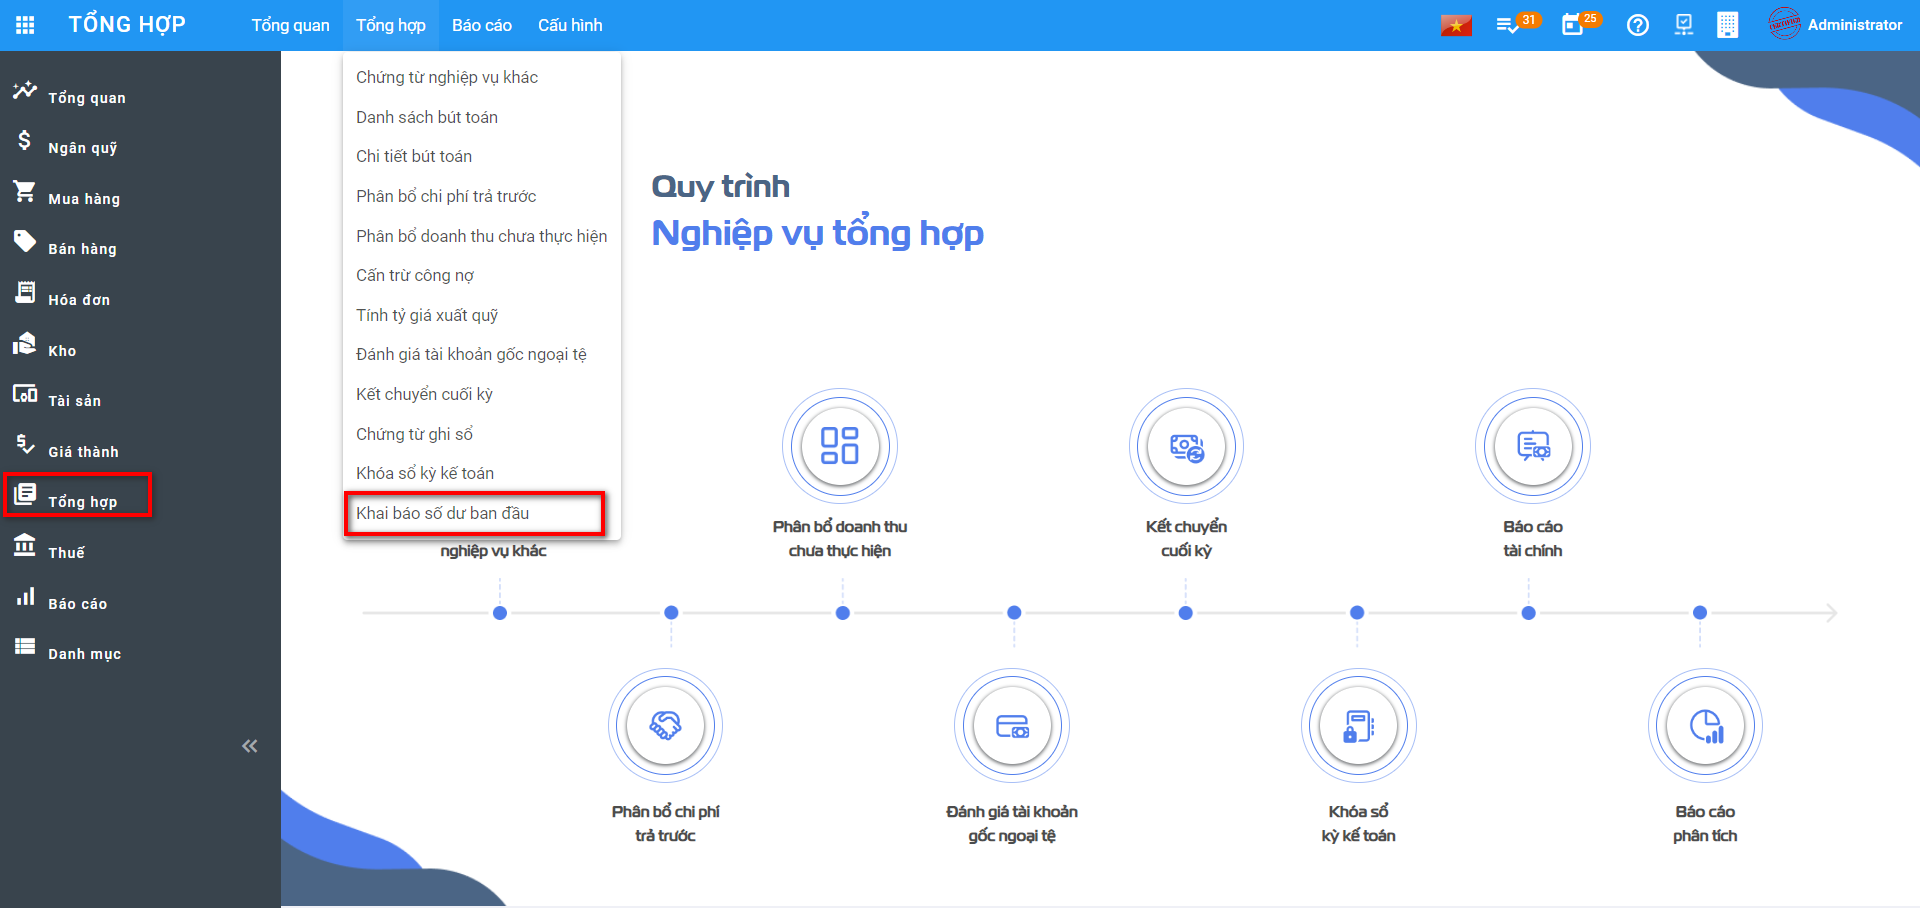 TỔNG HỢP
Tổng quan
Tổng hợp
Báo cáo
Cấu hình
31
25
Administrator
Tổng quan
Ngân quỹ
Mua hàng
Bán hàng
Hóa đơn
Kho
Tài sản
Giá thành
Tổng hợp
Thuế
Báo cáo
Danh mục
Chứng từ nghiệp vụ khác
Danh sách bút toán
Chi tiết bút toán
Phân bổ chi phí trả trước
Phân bổ doanh thu chưa thực hiện
Cấn trừ công nợ
Tính tỷ giá xuất quỹ
Đánh giá tài khoản gốc ngoại tệ
Kết chuyển cuối kỳ
Chứng từ ghi sổ
Khóa sổ kỳ kế toán
Khai báo số dư ban đầu
Quy trình
Nghiệp vụ tổng hợp
nghiệp vụ khác
Phân bổ doanh thu
chưa thực hiện
Kết chuyển
cuối kỳ
Báo cáo
tài chính
Phân bổ chi phí
trả trước
Đánh giá tài khoản
gốc ngoại tệ
Khóa sổ
kỳ kế toán
Báo cáo
phân tích